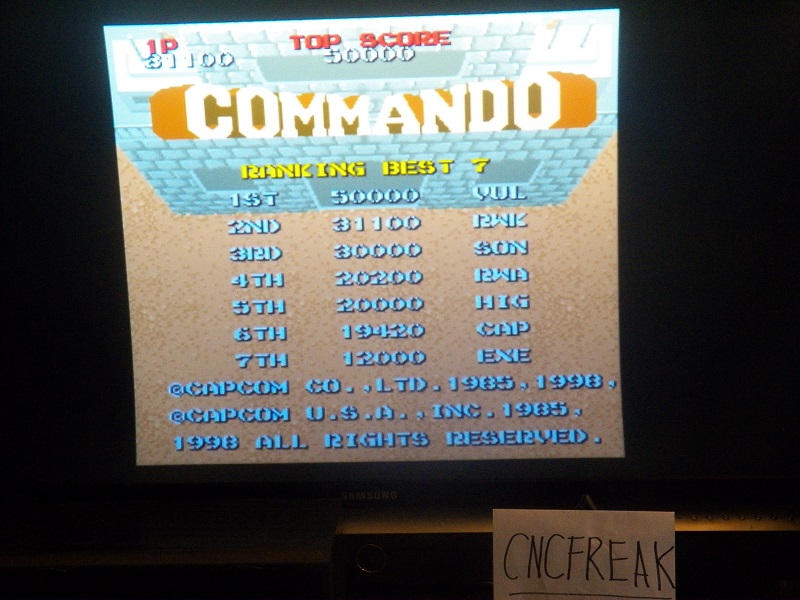 1P TOP SCORE
31100 50000
COMMANDO
RANKING BEST 7
1ST 50000 YUL
2ND 31100 RWK
3RD 30000 SON
4TH 20200 RWA
5TH 20000 HIG
6TH 19420 CAP
7TH 12000 EXE
©CAPCOM CO.,LTD.1985,1998,
©CAPCOM U.S.A.,INC.1985,
1998 ALL RIGHTS RESERVED.
SAMSUNG
CNCFREAK